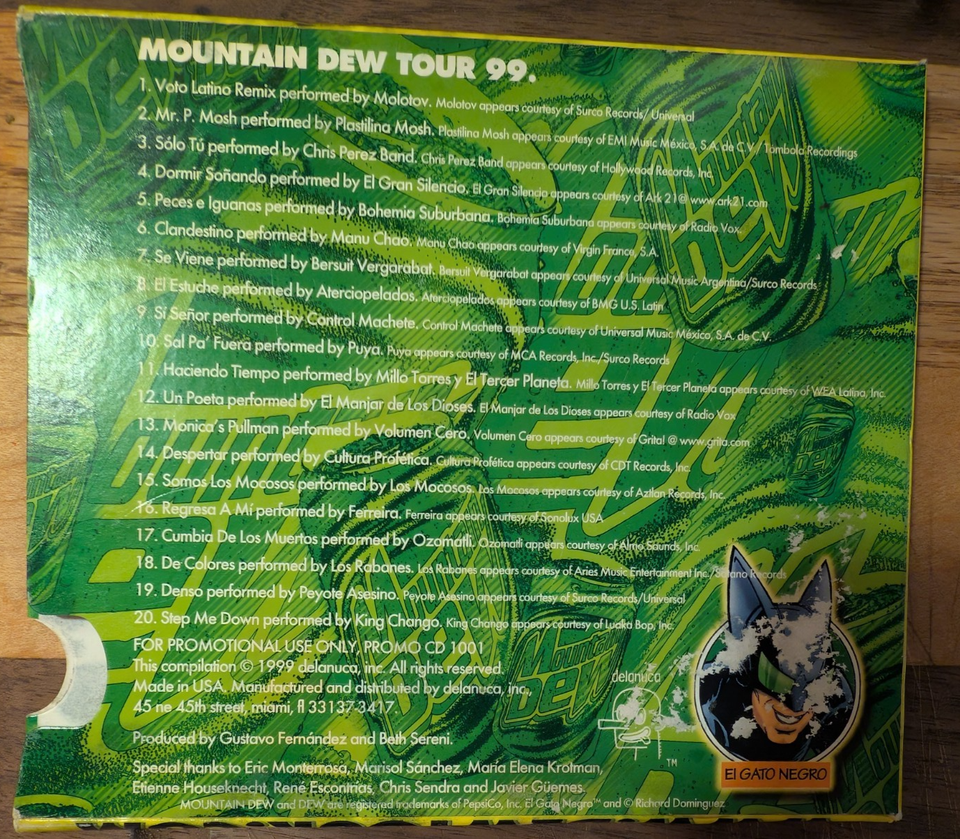 MOUNTAIN DEW TOUR 99.
1. Voto Latino Remix performed by Molotov. Molotov appears courtesy of Surco Records/ Universal
2. Mr. P. Mosh performed by Plastilina Mosh. Plastilina Mosh appears courtesy of EMI Music México, S.A. de C.V./ Tombola Recordings
3. Sólo Tú performed by Chris Perez Band. Chris Perez Band appears courtesy of Hollywood Records, Inc.
4. Dormir Soñando performed by El Gran Silencio. El Gran Silencio appears courtesy of Ark 21@ www.ark21.com
5. Peces e Iguanas performed by Bohemia Suburbana. Bohemia Suburbana appears courtesy of Radio Vox.
6. Clandestino performed by Manu Chao. Manu Chao appears courtesy of Virgin France, S.A.
7. Se Viene performed by Bersuit Vergarabat. Bersuit Vergarabat appears courtesy of Universal Music Argentina/Surco Records
8. El Estuche performed by Aterciopelados. Aterciopelados appears courtesy of BMG U.S. Latin
9. Sí Señor performed by Control Machete. Control Machete appears courtesy of Universal Music México, S.A. de C.V.
10. Sal Pa' Fuera performed by Puya. Puya appears courtesy of MCA Records, Inc./Surco Records
11. Haciendo Tiempo performed by Millo Torres y El Tercer Planeta. Millo Torres y El Tercer Planeta appears courtesy of WEA Latina, Inc.
12. Un Poeta performed by El Manjar de Los Dioses. El Manjar de Los Dioses appears courtesy of Radio Vox
13. Monica's Pullman performed by Volumen Cero. Volumen Cero appears courtesy of Grita! @ www.grita.com
14. Despertar performed by Cultura Profética. Cultura Profética appears courtesy of CDT Records, Inc.
15. Somos Los Mocosos performed by Los Mocosos. Los Mocosos appears courtesy of Aztlan Records, Inc.
16. Regresa A Mí performed by Ferreira. Ferreira appears courtesy of Sonolux USA
17. Cumbia De Los Muertos performed by Ozomatli. Ozomatli appears courtesy of Almo Sounds, Inc.
18. De Colores performed by Los Rabanes. Los Rabanes appears courtesy of Aries Music Entertainment Inc./Sotano Records
19. Denso performed by Peyote Asesino. Peyote Asesino appears courtesy of Surco Records/Universal
20. Step Me Down performed by King Chango. King Chango appears courtesy of Luaka Bop, Inc.
FOR PROMOTIONAL USE ONLY, PROMO CD 1001
This compilation © 1999 delanuca, inc. All rights reserved.
Made in USA. Manufactured and distributed by delanuca, inc.,
45 ne 45th street, miami, fl 33137-3417.
Produced by Gustavo Fernández and Beth Sereni.
Special thanks to Eric Monterrosa, Marisol Sánchez, María Elena Krotman,
Etienne Houseknecht, René Escontrias, Chris Sendra and Javier Güemes.
MOUNTAIN DEW and DEW are registered trademarks of PepsiCo, Inc. El Gato Negro™ and © Richard Dominguez.
delanuca
TM
El GATO NEGRO
Mountain
Dew
Mountain
Dew